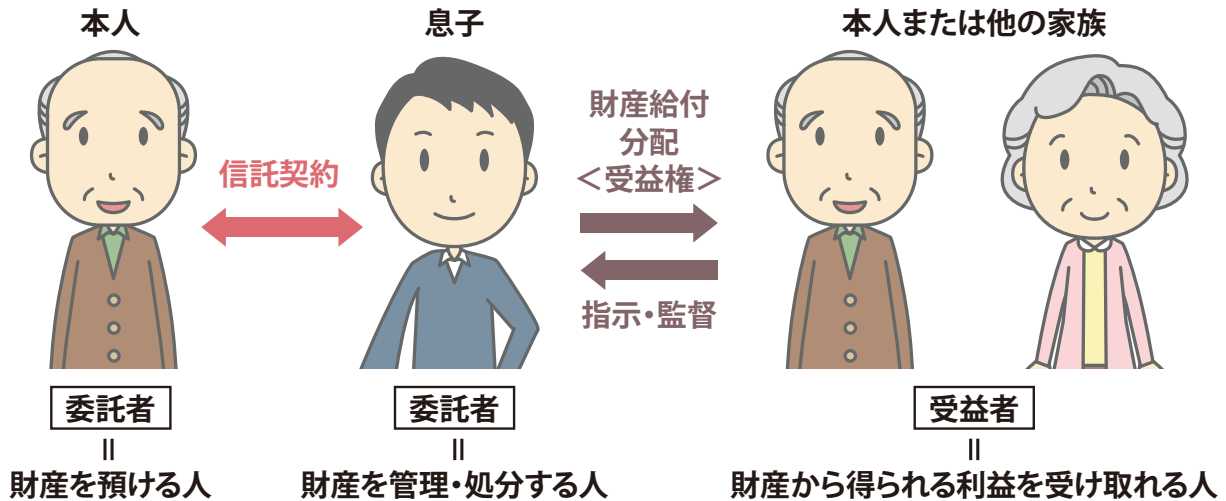 本人
息子
本人または他の家族
信託契約
財産給付
分配
＜受益権＞
指示・監督
委託者
委託者
受益者
＝
＝
＝
財産を預ける人
財産を管理・処分する人
財産から得られる利益を受け取れる人